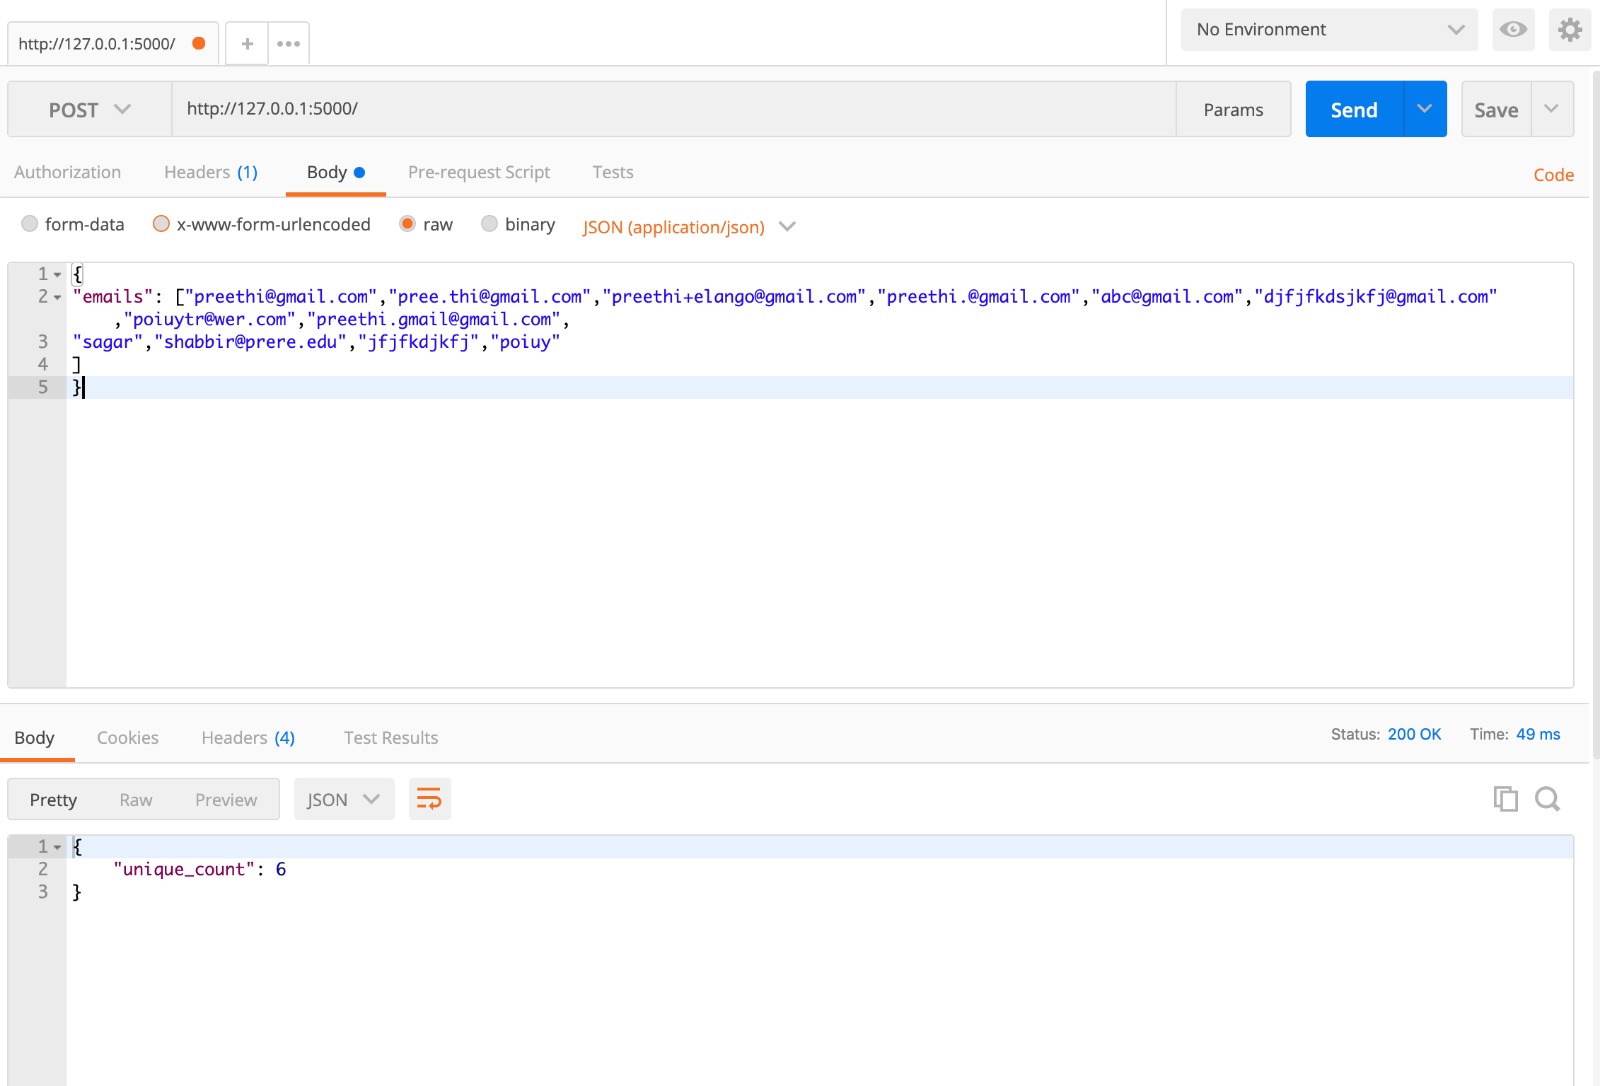 http://127.0.0.1:5000/
No Environment
POST http://127.0.0.1:5000/ Params Send Save
Authorization Headers (1) Body Pre-request Script Tests Code
form-data x-www-form-urlencoded raw binary JSON (application/json)
1 {
2 "emails": ["preethi@gmail.com","pree.thi@gmail.com","preethi+elango@gmail.com","preethi.@gmail.com","abc@gmail.com","djfjfkdsjkfj@gmail.com"
,"poiuytr@wer.com","preethi.gmail@gmail.com",
3 "sagar","shabbir@prere.edu","jfjfkdjkfj","poiuy"
4 ]
5 }
Body Cookies Headers (4) Test Results Status: 200 OK Time: 49 ms
Pretty Raw Preview JSON
1 {
2 "unique_count": 6
3 }